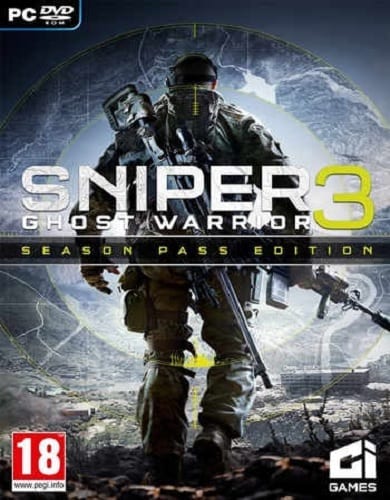 PC DVD
ROM
SNIPER 3
GHOST WARRIOR
SEASON PASS EDITION
18
www.pegi.info
CI
GAMES